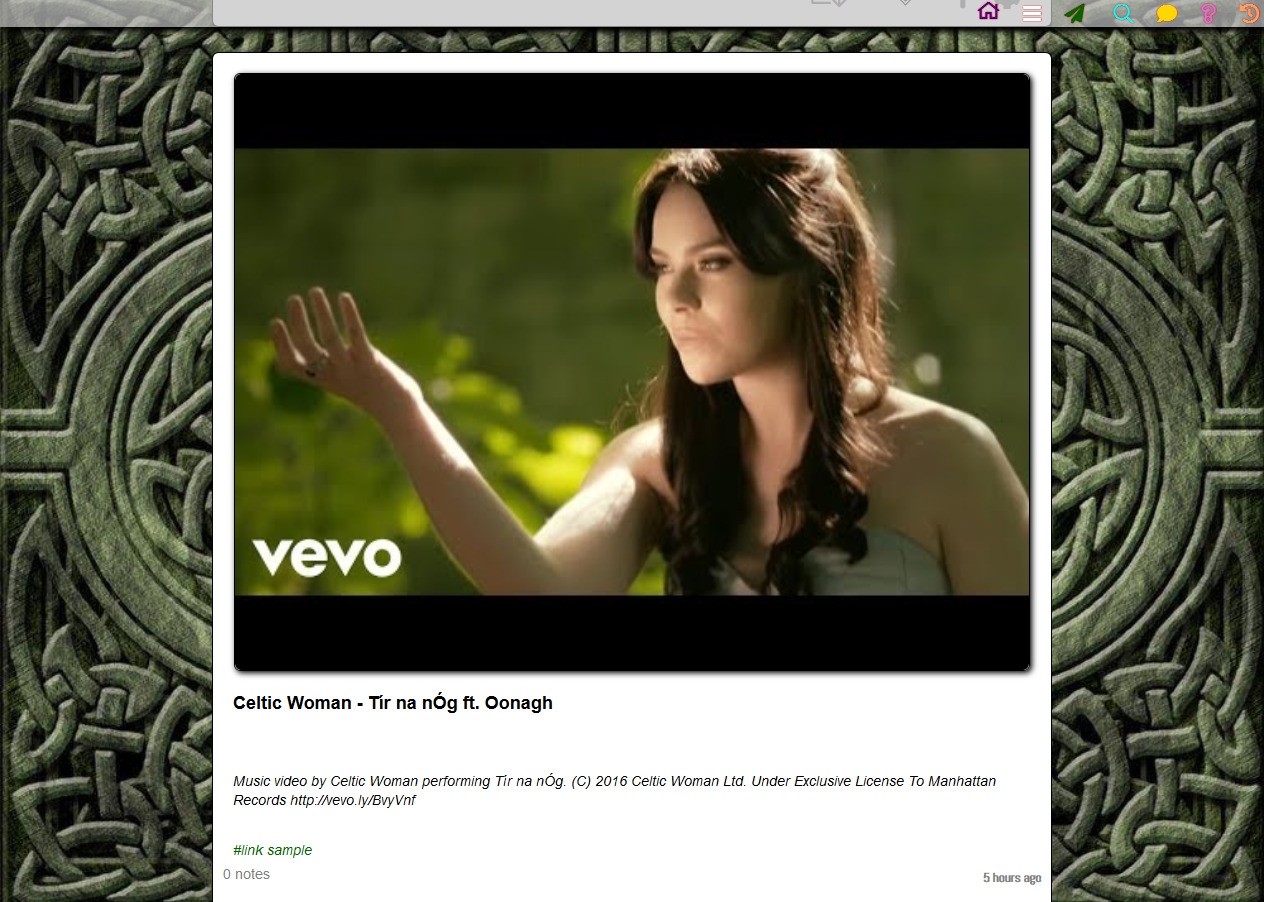 vevo
Celtic Woman - Tír na nÓg ft. Oonagh
Music video by Celtic Woman performing Tír na nÓg. (C) 2016 Celtic Woman Ltd. Under Exclusive License To Manhattan
Records http://vevo.ly/BvyVnf
#link sample
0 notes
5 hours ago